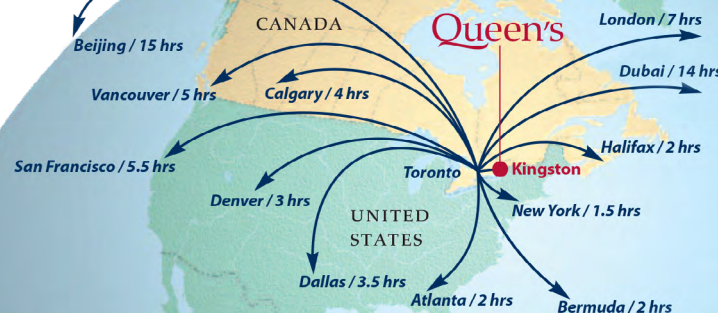 London / 7 hrs
CANADA
Queen's
Beijing / 15 hrs
Dubai / 14 hrs
Vancouver / 5 hrs
Calgary / 4 hrs
Halifax / 2 hrs
San Francisco / 5.5 hrs
Toronto
Kingston
Denver / 3 hrs
New York / 1.5 hrs
UNITED
STATES
Dallas / 3.5 hrs
Atlanta / 2 hrs
Bermuda / 2 hrs